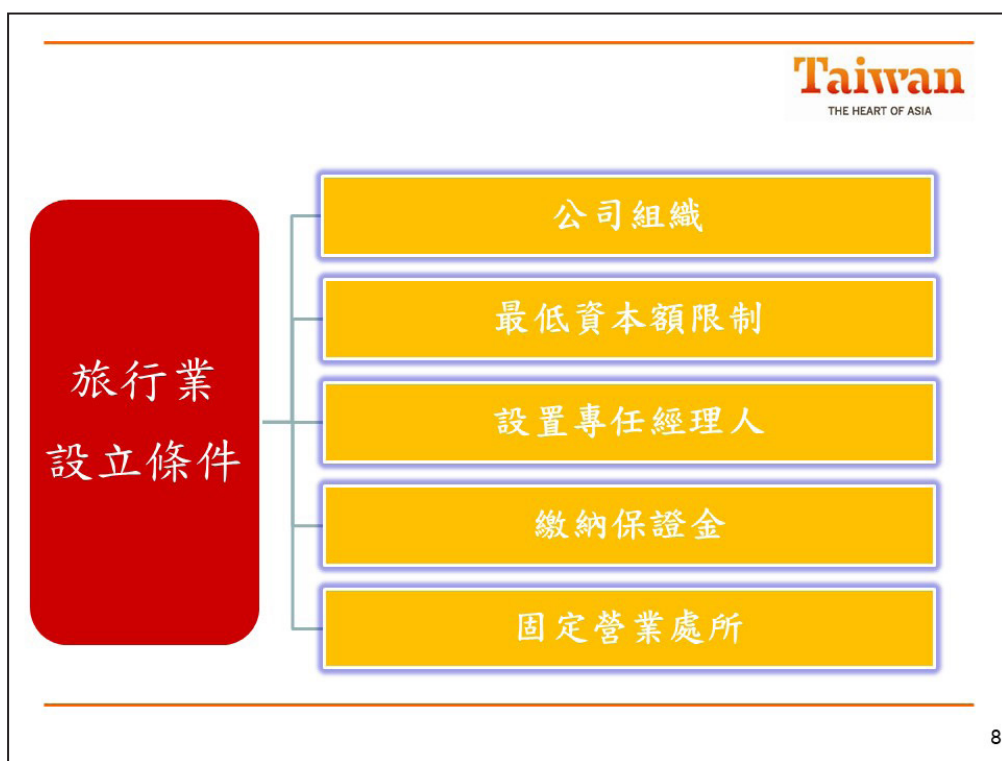 Taiwan
THE HEART OF ASIA
旅行業
設立條件
公司組織
最低資本額限制
設置專任經理人
繳納保證金
固定營業處所
8